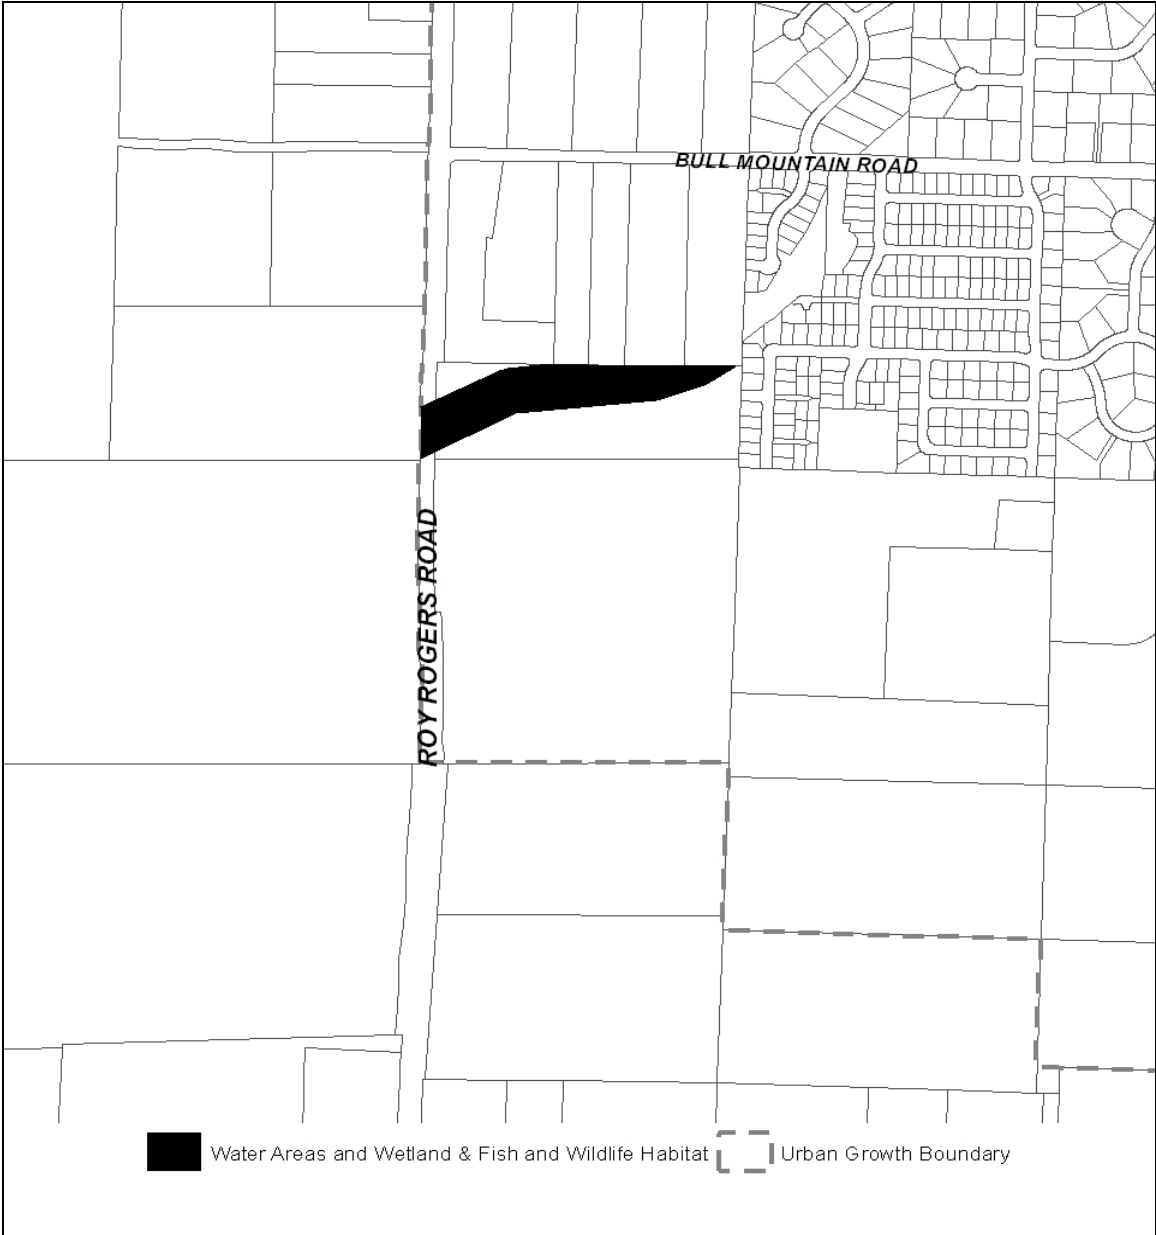 BULL MOUNTAIN ROAD
ROY ROGERS ROAD
Water Areas and Wetland & Fish and Wildlife Habitat
Urban Growth Boundary